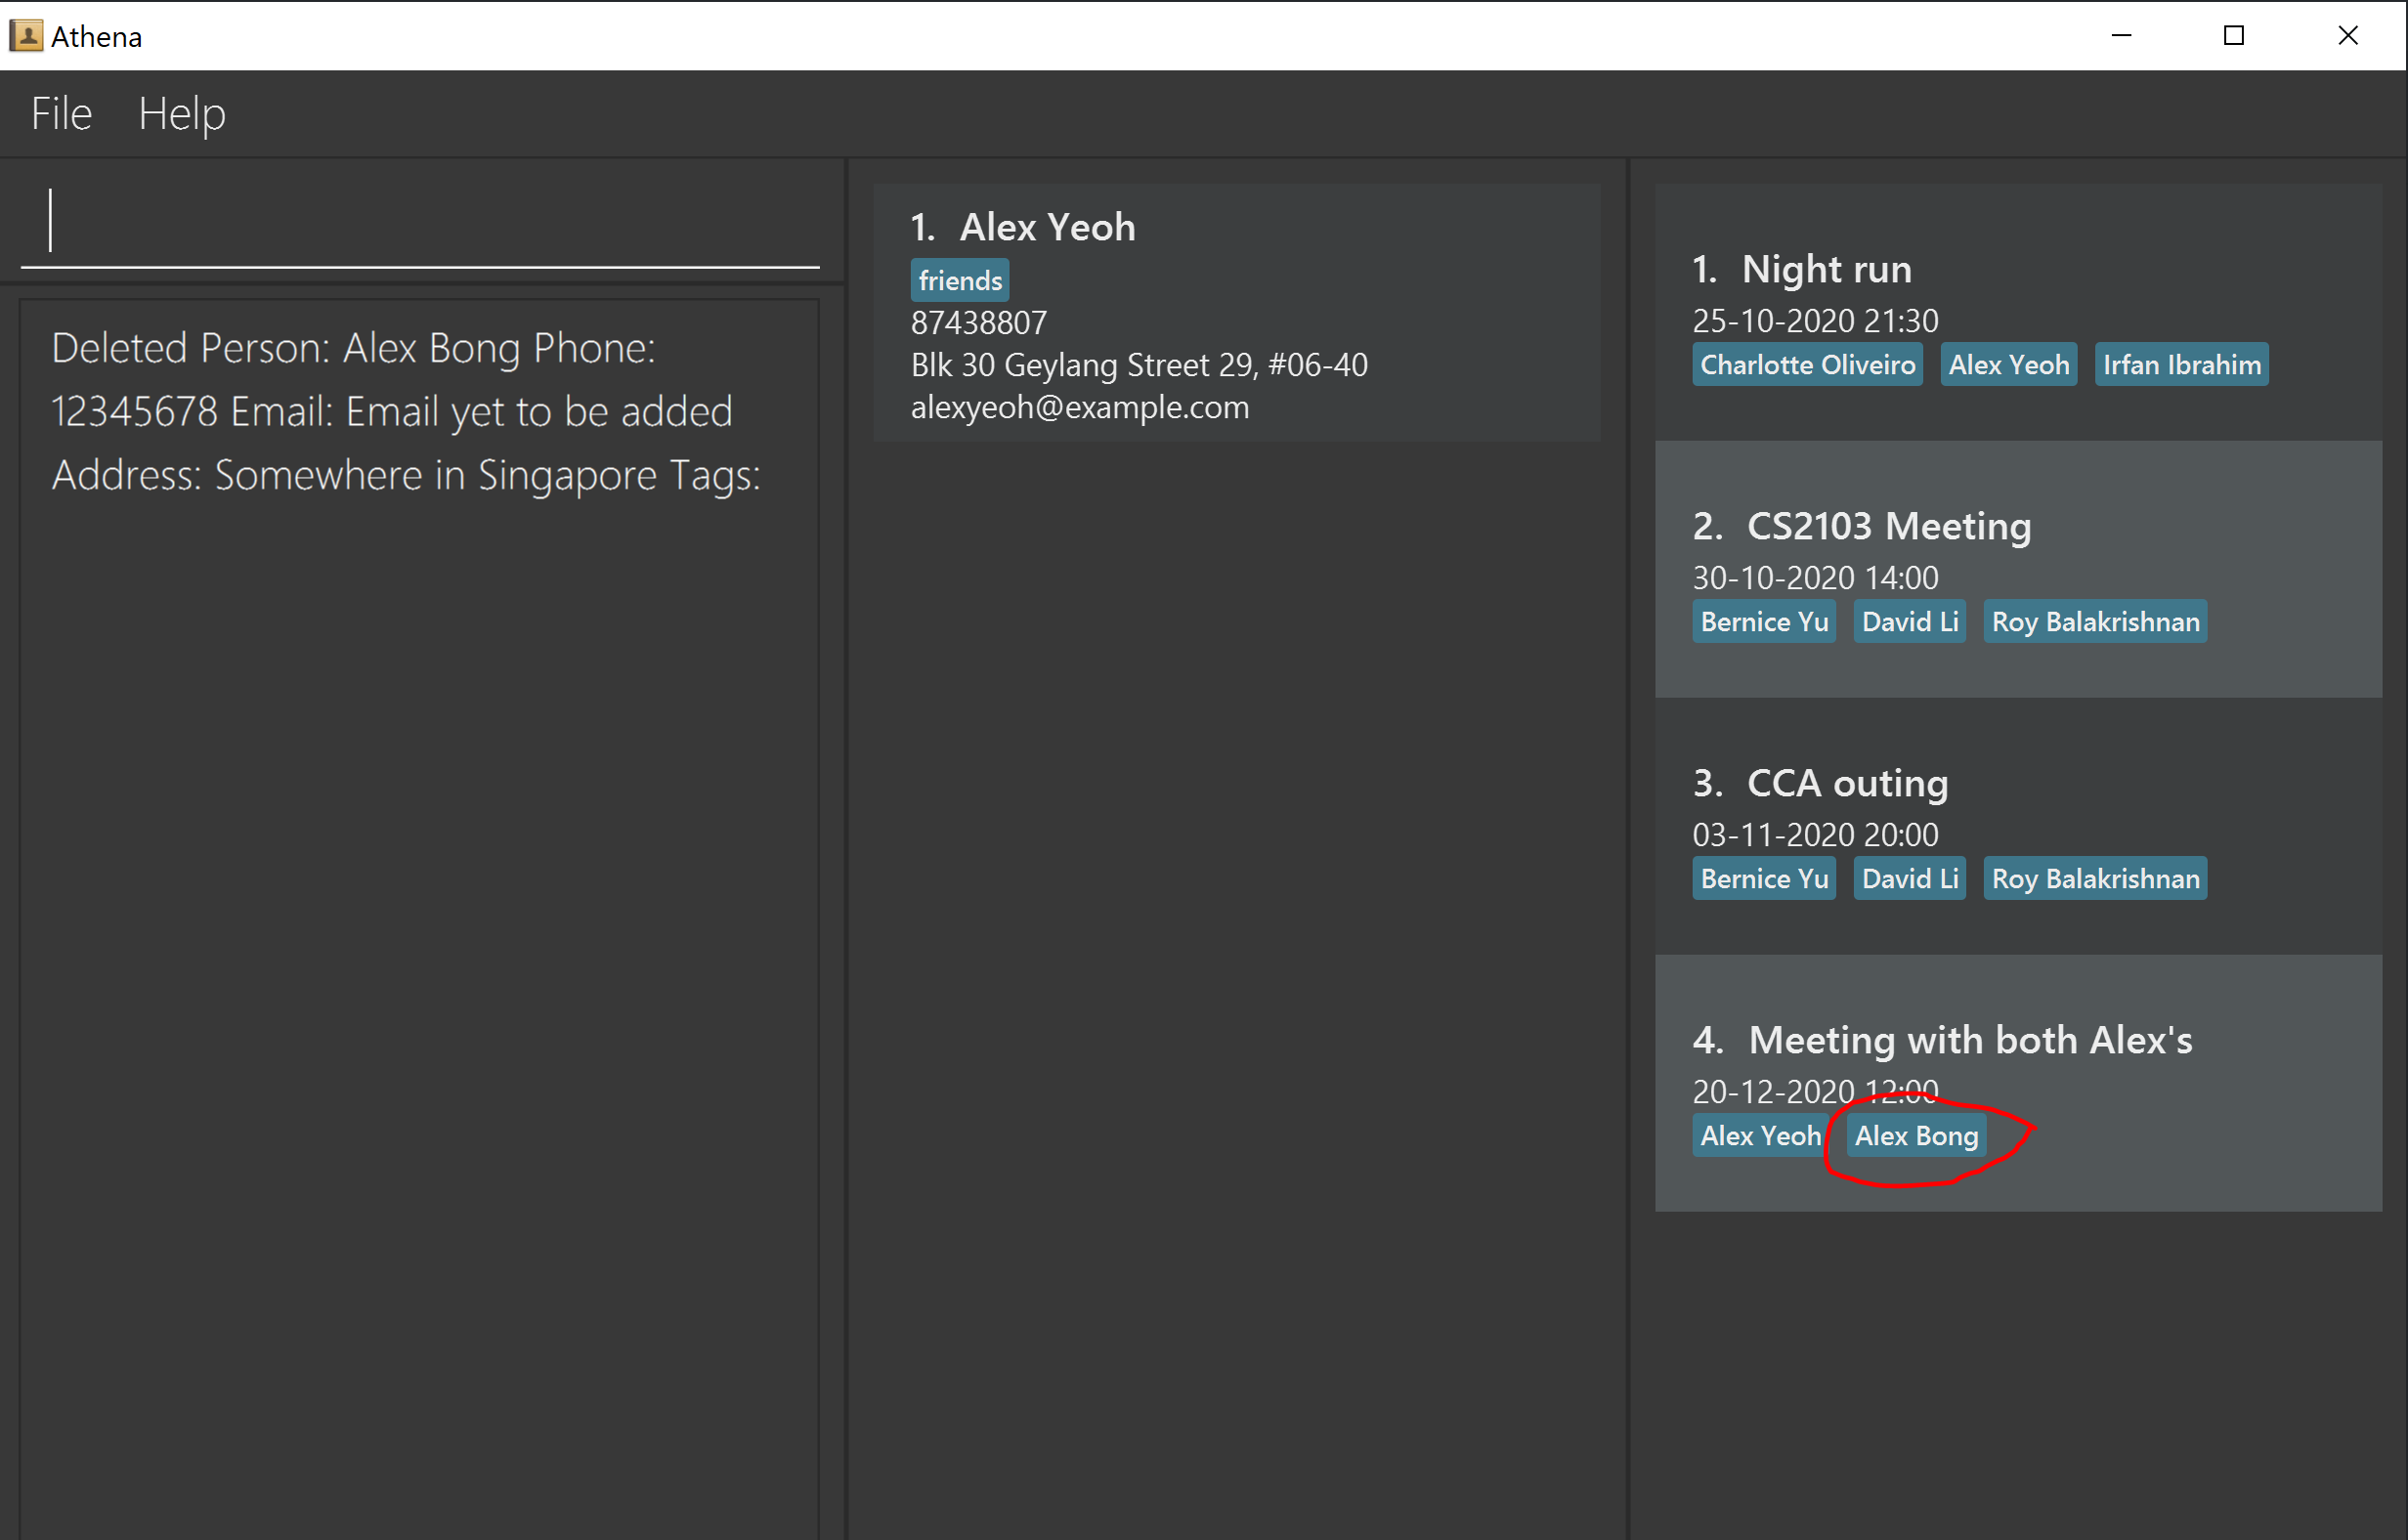 Athena
File Help
Deleted Person: Alex Bong Phone:
12345678 Email: Email yet to be added
Address: Somewhere in Singapore Tags:
1. Alex Yeoh
friends
87438807
Blk 30 Geylang Street 29, #06-40
alexyeoh@example.com
1. Night run
25-10-2020 21:30
Charlotte Oliveiro Alex Yeoh Irfan Ibrahim
2. CS2103 Meeting
30-10-2020 14:00
Bernice Yu David Li Roy Balakrishnan
3. CCA outing
03-11-2020 20:00
Bernice Yu David Li Roy Balakrishnan
4. Meeting with both Alex's
20-12-2020 12:00
Alex Yeoh Alex Bong